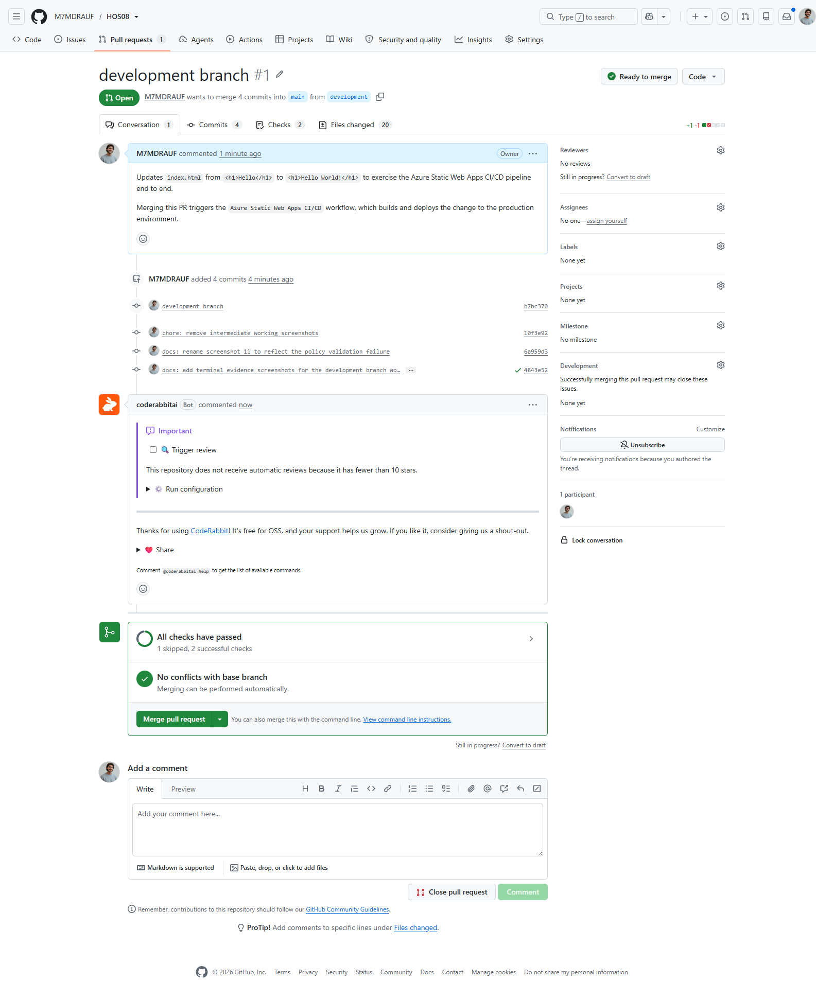 M7MDRAUF / HOS08
Type / to search
Code
Issues
Pull requests 1
Agents
Actions
Projects
Wiki
Security and quality
Insights
Settings
development branch #1
Ready to merge
Code
Open
M7MDRAUF wants to merge 4 commits into main from development
Conversation 1
Commits 4
Checks 2
Files changed 20
+1 -1
M7MDRAUF commented 1 minute ago
Owner
Updates index.html from <h1>Hello</h1> to <h1>Hello World!</h1> to exercise the Azure Static Web Apps CI/CD pipeline
end to end.
Merging this PR triggers the Azure Static Web Apps CI/CD workflow, which builds and deploys the change to the production
environment.
M7MDRAUF added 4 commits 4 minutes ago
development branch b7bc370
chore: remove intermediate working screenshots 10f3e92
docs: rename screenshot 11 to reflect the policy validation failure 6a959d3
docs: add terminal evidence screenshots for the development branch wo… … 4843e52
coderabbitai Bot commented now
Important
Trigger review
This repository does not receive automatic reviews because it has fewer than 10 stars.
Run configuration
Thanks for using CodeRabbit! It's free for OSS, and your support helps us grow. If you like it, consider giving us a shout-out.
Share
Comment @coderabbitai help to get the list of available commands.
All checks have passed
1 skipped, 2 successful checks
No conflicts with base branch
Merging can be performed automatically.
Merge pull request
You can also merge this with the command line. View command line instructions.
Still in progress? Convert to draft
Add a comment
Write
Preview
Add your comment here...
Markdown is supported
Paste, drop, or click to add files
Close pull request
Comment
Remember, contributions to this repository should follow our GitHub Community Guidelines.
ProTip! Add comments to specific lines under Files changed.
Reviewers
No reviews
Still in progress? Convert to draft
Assignees
No one—assign yourself
Labels
None yet
Projects
None yet
Milestone
No milestone
Development
Successfully merging this pull request may close these
issues.
None yet
Notifications
Customize
Unsubscribe
You're receiving notifications because you authored the
thread.
1 participant
Lock conversation
© 2026 GitHub, Inc.
Terms
Privacy
Security
Status
Community
Docs
Contact
Manage cookies
Do not share my personal information